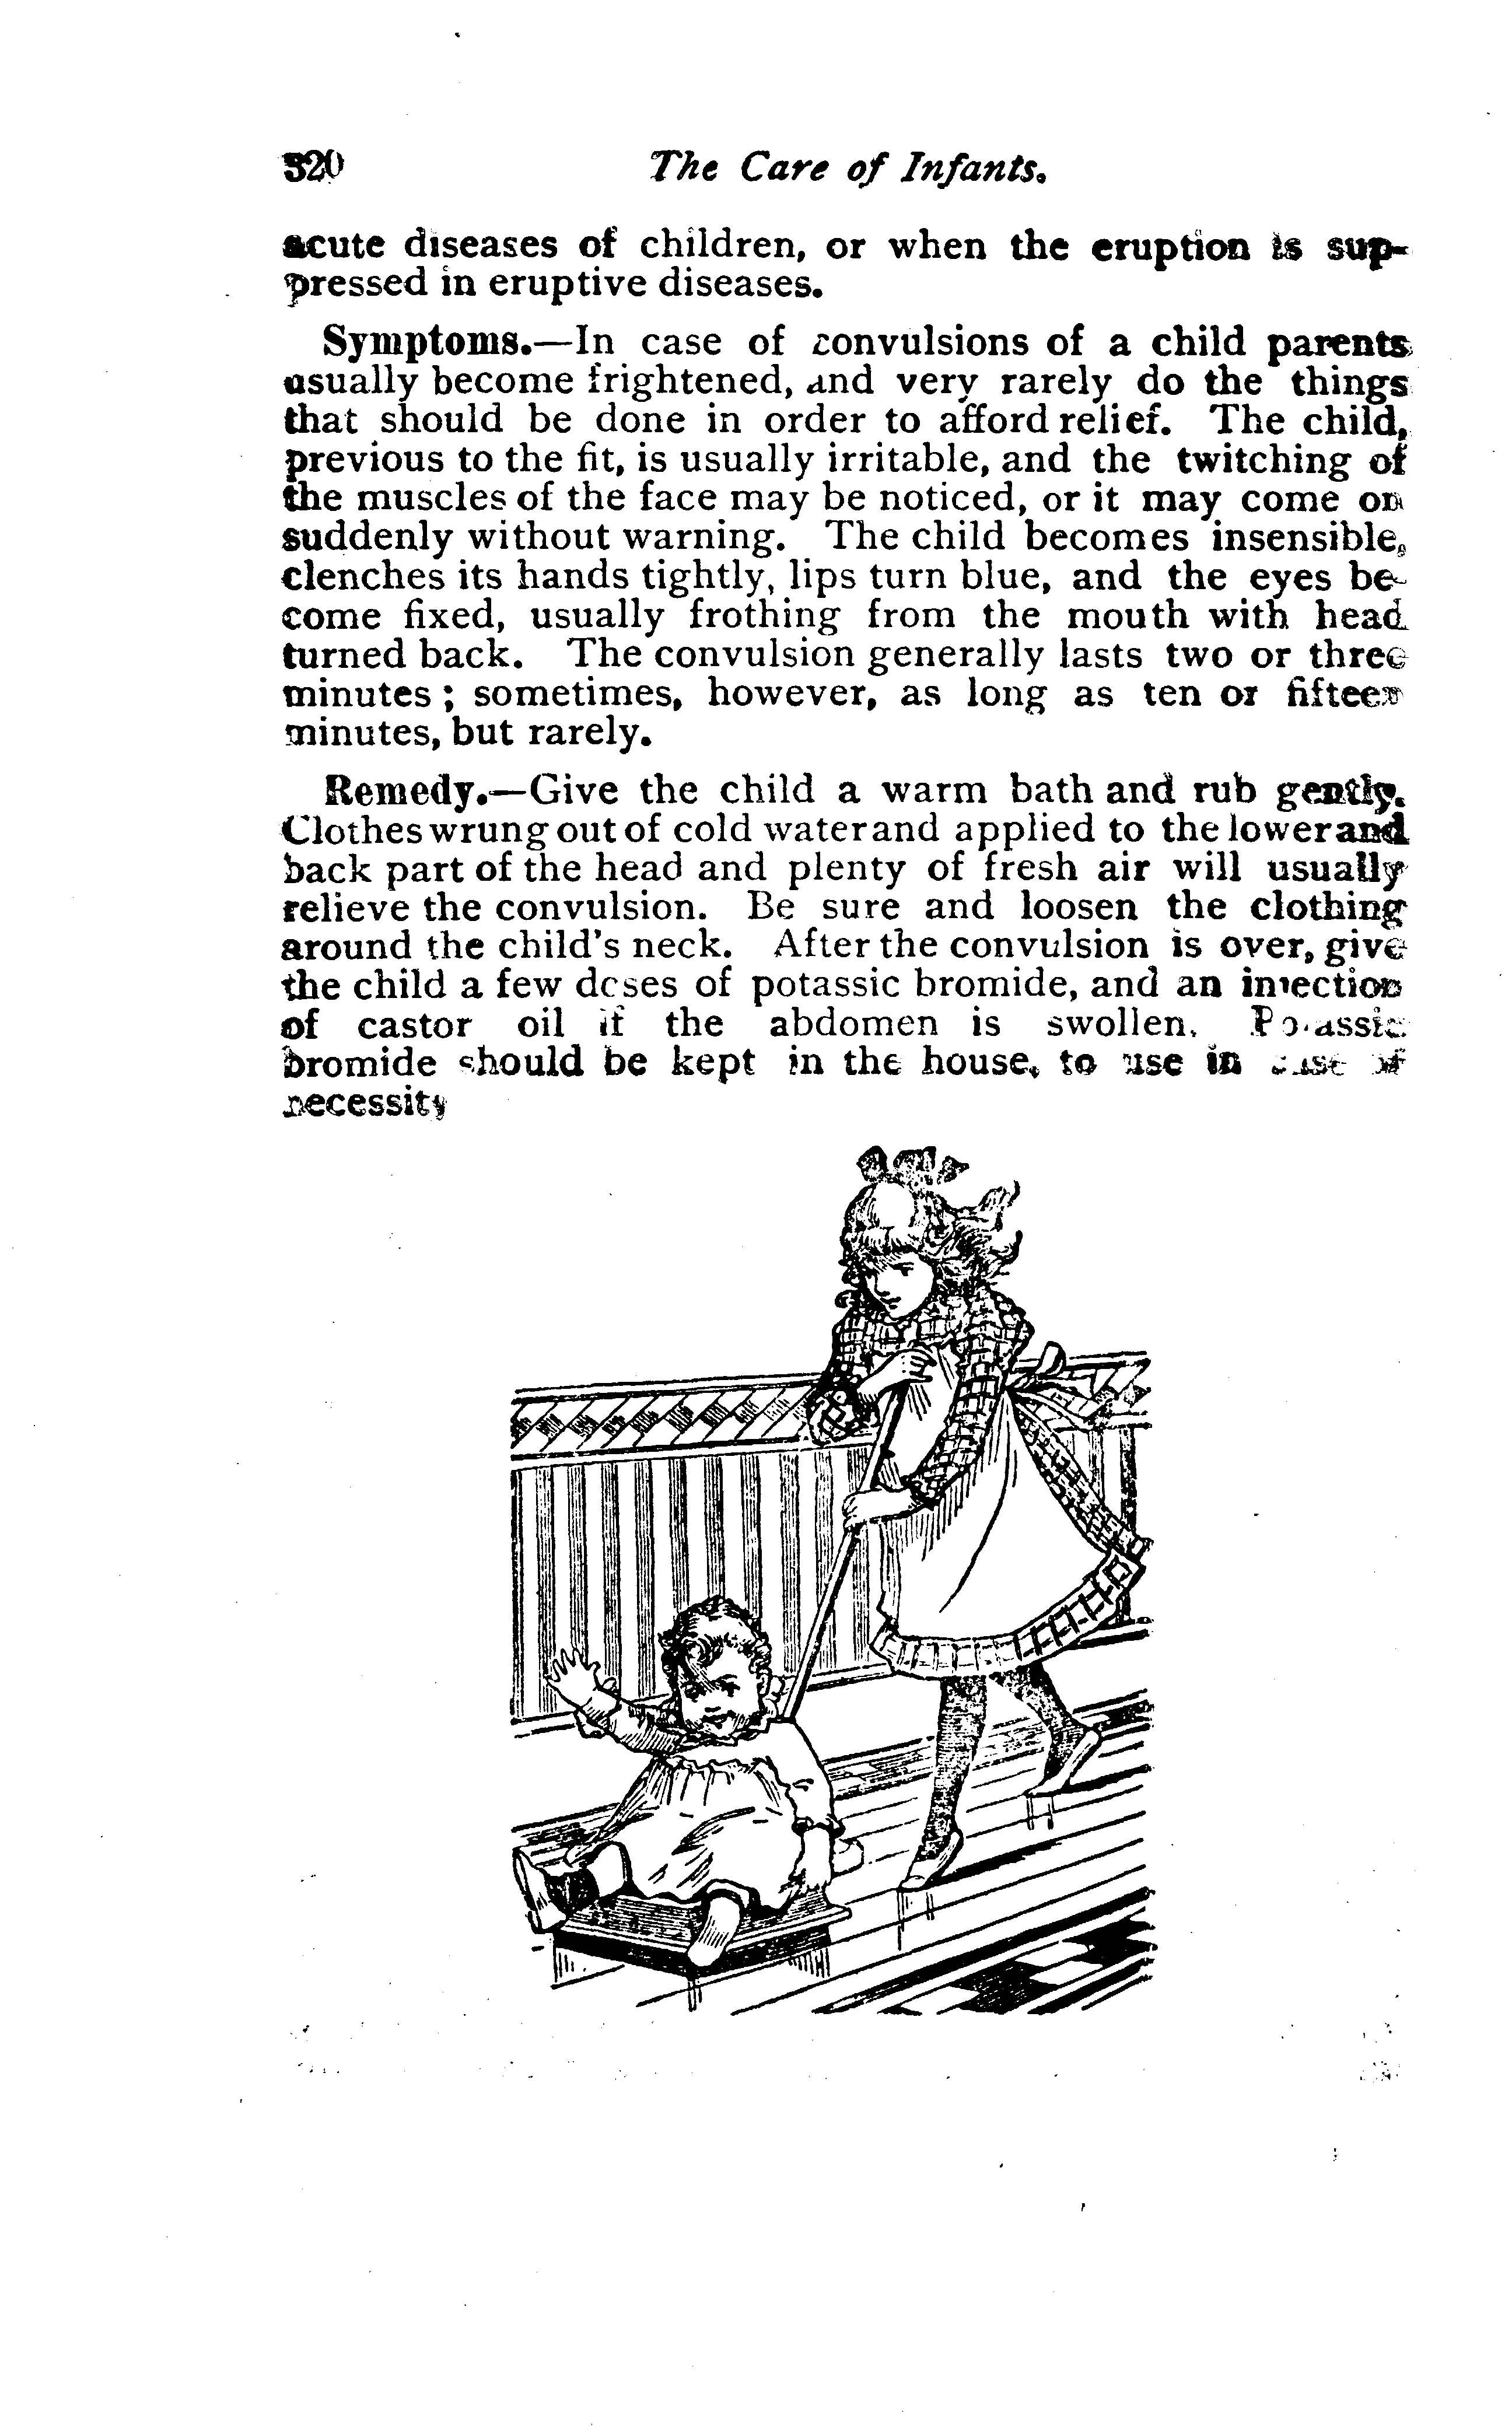 320 The Care of Infants.
acute diseases of children, or when the eruption is sup-
pressed in eruptive diseases.
Symptoms.—In case of convulsions of a child parents
usually become frightened, and very rarely do the things
that should be done in order to afford relief. The child,
previous to the fit, is usually irritable, and the twitching of
the muscles of the face may be noticed, or it may come on
suddenly without warning. The child becomes insensible,
clenches its hands tightly, lips turn blue, and the eyes be-
come fixed, usually frothing from the mouth with head
turned back. The convulsion generally lasts two or three
minutes; sometimes, however, as long as ten or fifteen
minutes, but rarely.
Remedy.—Give the child a warm bath and rub gently.
Clothes wrung out of cold water and applied to the lower and
back part of the head and plenty of fresh air will usually
relieve the convulsion. Be sure and loosen the clothing
around the child's neck. After the convulsion is over, give
the child a few doses of potassic bromide, and an injection
of castor oil if the abdomen is swollen. Potassic
bromide should be kept in the house, to use in case of
necessity